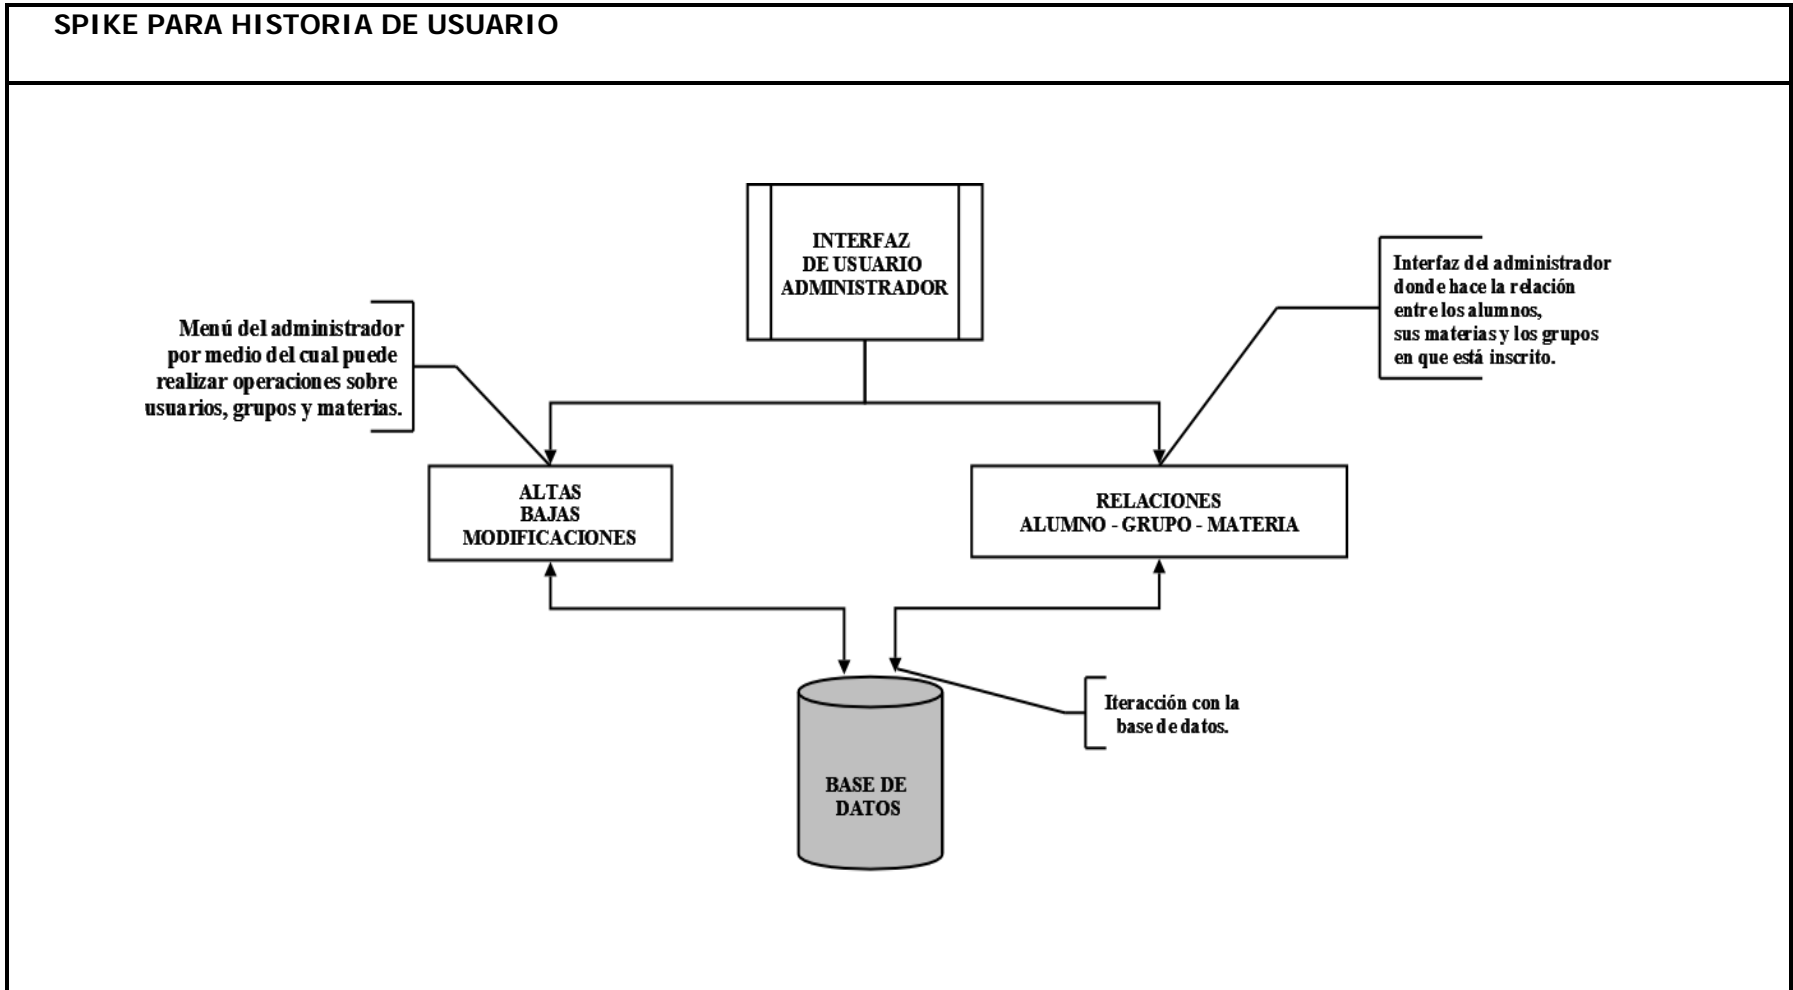 SPIKE PARA HISTORIA DE USUARIO
INTERFAZ
DE USUARIO
ADMINISTRADOR
Menú del administrador
por medio del cual puede
realizar operaciones sobre
usuarios, grupos y materias.
Interfaz del administrador
donde hace la relación
entre los alumnos,
sus materias y los grupos
en que está inscrito.
ALTAS
BAJAS
MODIFICACIONES
RELACIONES
ALUMNO - GRUPO - MATERIA
Iteracción con la
base de datos.
BASE DE
DATOS